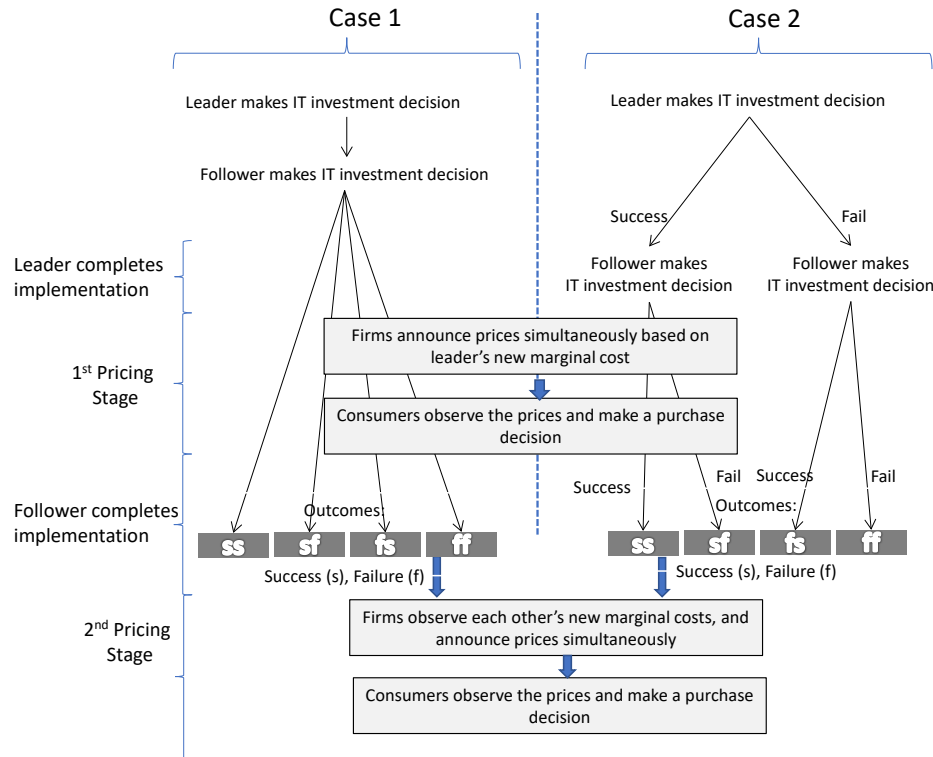 Case 1
Case 2
Leader makes IT investment decision
Leader makes IT investment decision
Follower makes IT investment decision
Success
Fail
Leader completes
implementation
Follower makes
IT investment decision
Follower makes
IT investment decision
Firms announce prices simultaneously based on
leader's new marginal cost
1st Pricing
Stage
Consumers observe the prices and make a purchase
decision
Success
Fail
Success
Fail
Follower completes
implementation
Outcomes:
Outcomes:
ss
sf
fs
ff
ss
sf
fs
ff
Success (s), Failure (f)
Success (s), Failure (f)
2nd Pricing
Stage
Firms observe each other's new marginal costs, and
announce prices simultaneously
Consumers observe the prices and make a purchase
decision